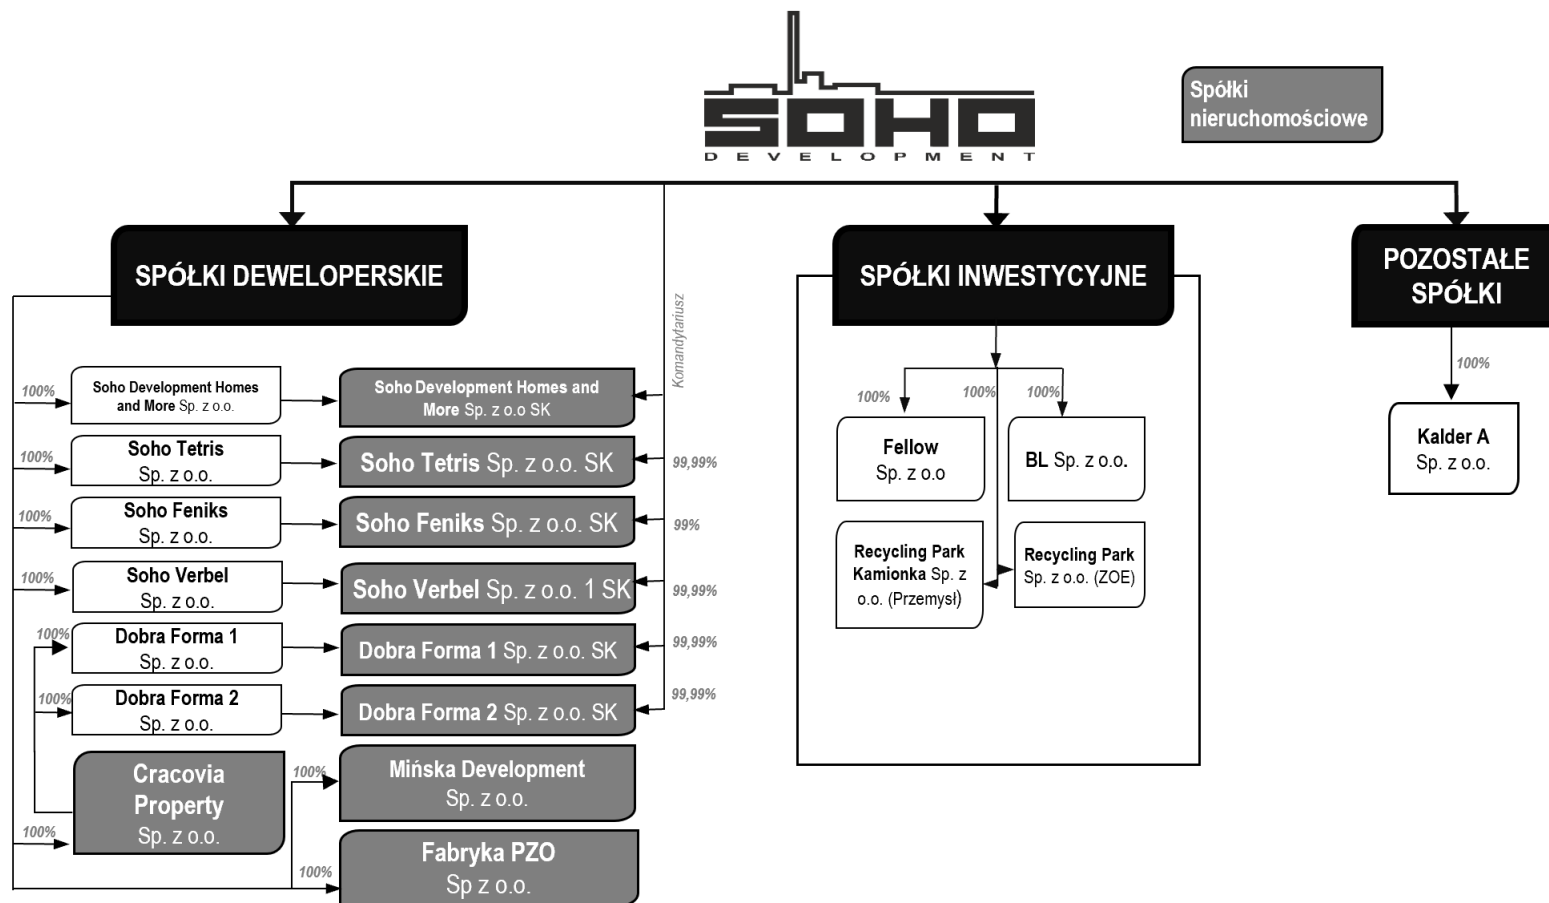 SOHO
DEVELOPMENT
Spółki
nieruchomościowe
SPÓŁKI DEWELOPERSKIE
Komandytariusz
SPÓŁKI INWESTYCYJNE
POZOSTAŁE
SPÓŁKI
100%
Soho Development Homes
and More Sp. z o.o.
Soho Development Homes and
More Sp. z o.o SK
100%
Soho Tetris
Sp. z o.o.
Soho Tetris Sp. z o.o. SK
99,99%
100%
Soho Feniks
Sp. z o.o.
Soho Feniks Sp. z o.o. SK
99%
100%
Soho Verbel
Sp. z o.o.
Soho Verbel Sp. z o.o. 1 SK
99,99%
100%
Dobra Forma 1
Sp. z o.o.
Dobra Forma 1 Sp. z o.o. SK
99,99%
100%
Dobra Forma 2
Sp. z o.o.
Dobra Forma 2 Sp. z o.o. SK
99,99%
100%
Cracovia
Property
Sp. z o.o.
100%
Mińska Development
Sp. z o.o.
100%
Fabryka PZO
Sp z o.o.
100%
100%
100%
Fellow
Sp. z o.o
BL Sp. z o.o.
Recycling Park
Kamionka Sp. z
o.o. (Przemysł)
Recycling Park
Sp. z o.o. (ZOE)
100%
Kalder A
Sp. z o.o.